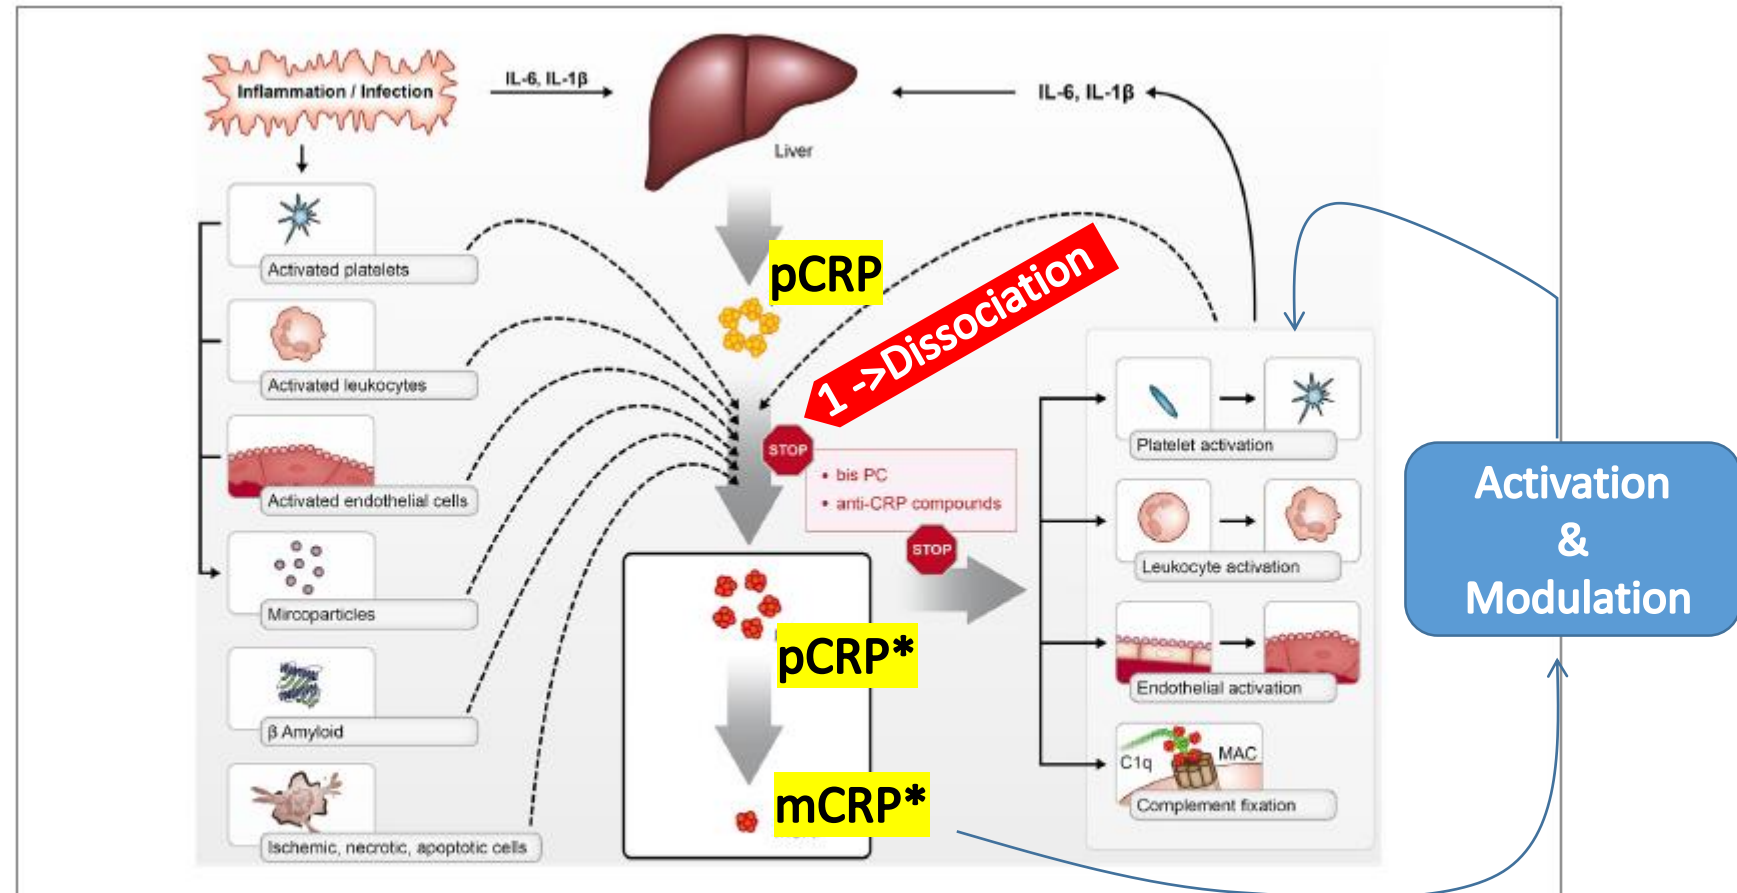 Inflammation / Infection
IL-6, IL-1β
Liver
IL-6, IL-1β
Activated platelets
Activated leukocytes
Activated endothelial cells
Mircoparticles
β Amyloid
Ischemic, necrotic, apoptotic cells
pCRP
1 ->Dissociation
STOP
• bis PC
• anti-CRP compounds
STOP
pCRP*
mCRP*
Platelet activation
Leukocyte activation
Endothelial activation
C1q
MAC
Complement fixation
Activation
&
Modulation